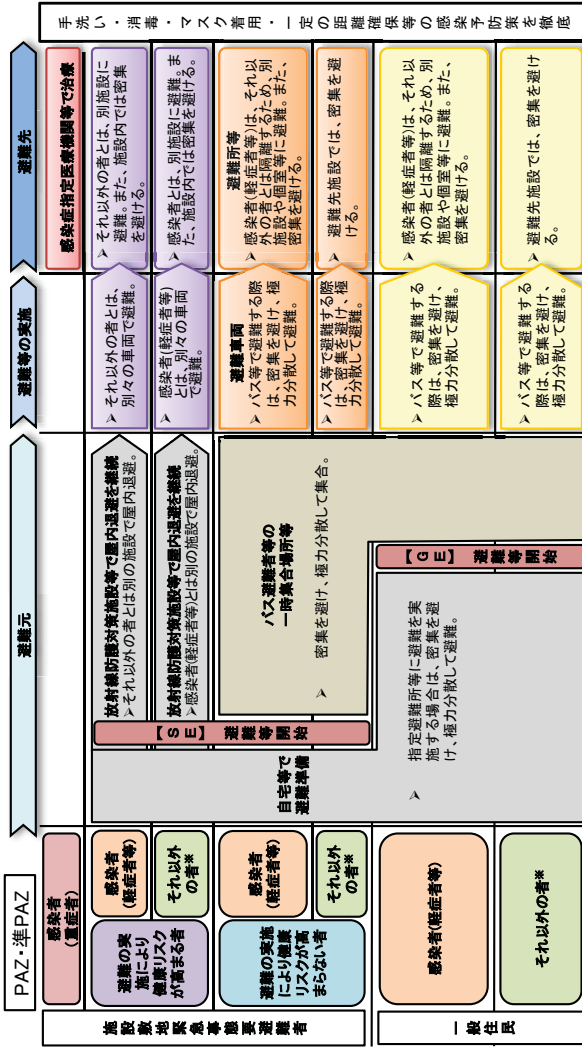 PAZ・準PAZ
避難元
避難等の実施
避難先
感染者
(重症者)
感染症指定医療機関等で治療
施設敷地緊急事態要避難者
避難の実
施により
健康リスク
が高まる者
感染者
(軽症者等)
放射線防護対策施設等で屋内退避を継続
➢それ以外の者とは別の施設で屋内退避。
➢ それ以外の者とは、
別々の車両で避難。
➢ それ以外の者とは、別施設に
避難。また、施設内では密集
を避ける。
それ以外
の者※
放射線防護対策施設等で屋内退避を継続
➢感染者(軽症者等)とは別の施設で屋内退避。
➢ 感染者(軽症者等)
とは、別々の車両
で避難。
➢ 感染者とは、別施設に避難。ま
た、施設内では密集を避ける。
【SE】 避難等開始
自宅等で
避難準備
避難の実施
により健康
リスクが高
まらない者
感染者
(軽症者等)
バス避難者等の
一時集合場所等
➢ 密集を避け、極力分散して集合。
避難車両
➢ バス等で避難する際
は、密集を避け、極
力分散して避難。
避難所等
➢ 感染者(軽症者等)は、それ以
外の者とは隔離するため、別
施設や個室等に避難。また、
密集を避ける。
それ以外
の者※
➢ バス等で避難する際
は、密集を避け、極
力分散して避難。
➢ 避難先施設では、密集を避
ける。
一般住民
感染者(軽症者等)
➢ 指定避難所等に避難を実
施する場合は、密集を避
け、極力分散して避難。
【GE】 避難等開始
➢ バス等で避難する
際は、密集を避け、
極力分散して避難。
➢ 感染者(軽症者等)は、それ以
外の者とは隔離するため、別
施設や個室等に避難。また、
密集を避ける。
それ以外の者※
➢ バス等で避難する
際は、密集を避け、
極力分散して避難。
➢ 避難先施設では、密集を避け
る。
手洗い・消毒・マスク着用・一定の距離確保等の感染予防策を徹底